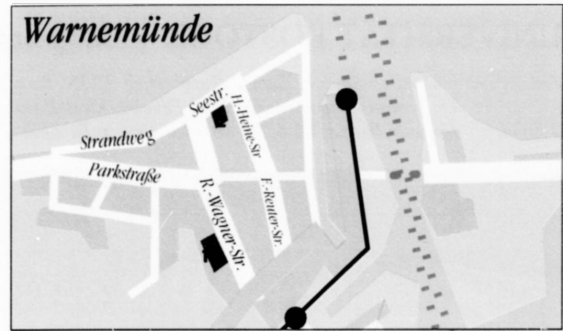 Warnemünde
Seestr.
H.-Heine-Str
Strandweg
Parkstraße
R.-Wagner-Str.
F.-Reuter-Str.